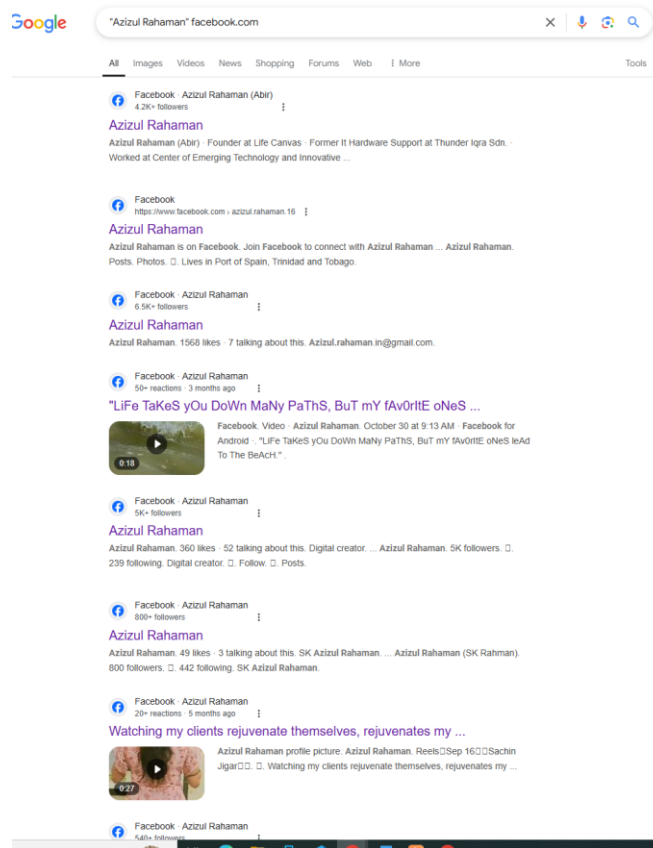 Google
"Azizul Rahaman" facebook.com
All Images Videos News Shopping Forums Web More Tools
Facebook · Azizul Rahaman (Abir)
4.2K+ followers
Azizul Rahaman
Azizul Rahaman (Abir) · Founder at Life Canvas · Former It Hardware Support at Thunder Iqra Sdn. ·
Worked at Center of Emerging Technology and Innovative ...
Facebook
https://www.facebook.com › azizul.rahaman.16
Azizul Rahaman
Azizul Rahaman is on Facebook. Join Facebook to connect with Azizul Rahaman ... Azizul Rahaman.
Posts. Photos. . Lives in Port of Spain, Trinidad and Tobago.
Facebook · Azizul Rahaman
6.5K+ followers
Azizul Rahaman
Azizul Rahaman. 1568 likes · 7 talking about this. Azizul.rahaman.in@gmail.com.
Facebook · Azizul Rahaman
50+ reactions · 3 months ago
"LiFe TaKeS yOu DoWn MaNy PaThS, BuT mY fAv0rItE oNeS ...
Facebook. Video · Azizul Rahaman. October 30 at 9:13 AM · Facebook for
Android · . "LiFe TaKeS yOu DoWn MaNy PaThS, BuT mY fAv0rItE oNeS leAd
To The BeAcH." .
0:18
Facebook · Azizul Rahaman
5K+ followers
Azizul Rahaman
Azizul Rahaman. 360 likes · 52 talking about this. Digital creator. ... Azizul Rahaman. 5K followers. .
239 following. Digital creator. . Follow. . Posts.
Facebook · Azizul Rahaman
800+ followers
Azizul Rahaman
Azizul Rahaman. 49 likes · 3 talking about this. SK Azizul Rahaman. ... Azizul Rahaman (SK Rahman).
800 followers. . 442 following. SK Azizul Rahaman.
Facebook · Azizul Rahaman
20+ reactions · 5 months ago
Watching my clients rejuvenate themselves, rejuvenates my ...
Azizul Rahaman profile picture. Azizul Rahaman. Reels Sep 16 Sachin
Jigar . . Watching my clients rejuvenate themselves, rejuvenates my ...
0:27
Facebook · Azizul Rahaman
540+ followers